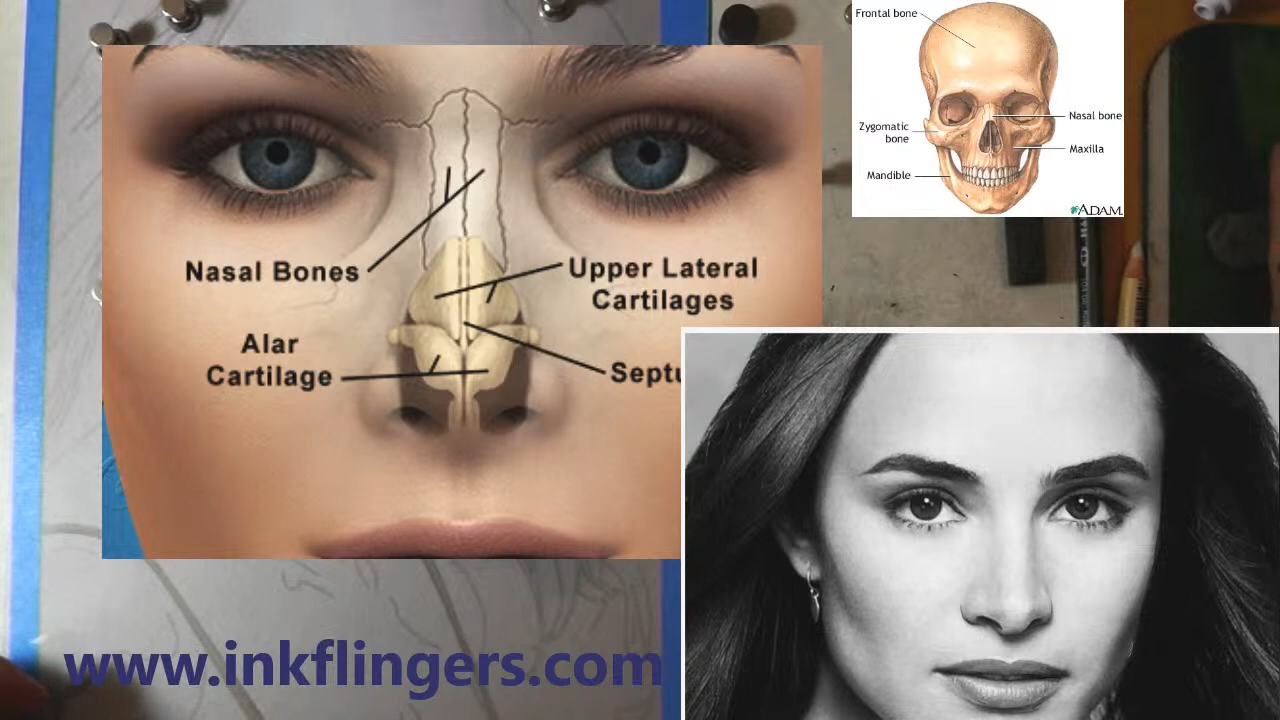 Frontal bone
Nasal bone
Zygomatic
bone
Maxilla
Mandible
ADAM.
Nasal Bones
Upper Lateral
Cartilages
Alar
Cartilage
Septu
www.inkflingers.com